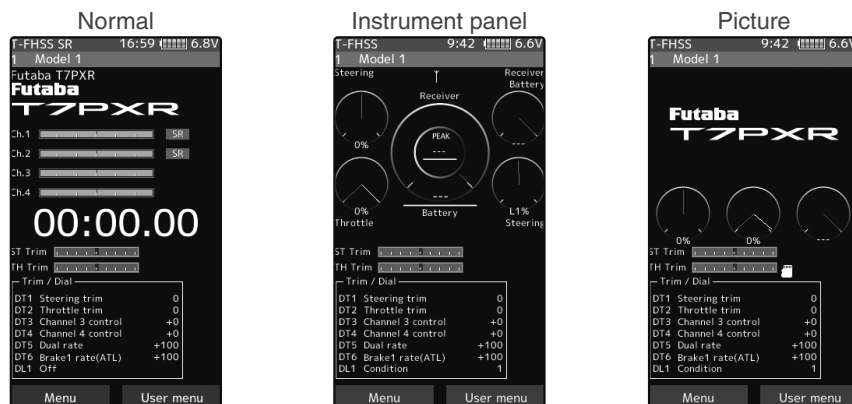 Normal
T-FHSS SR 16:59 6.8V
1 Model 1
Futaba T7PXR
Futaba
T7PXR
Ch.1 SR
Ch.2 SR
Ch.3
Ch.4
00:00.00
ST Trim
TH Trim
Trim / Dial
DT1 Steering trim 0
DT2 Throttle trim 0
DT3 Channel 3 control +0
DT4 Channel 4 control +0
DT5 Dual rate +100
DT6 Brake1 rate(ATL) +100
DL1 Off
Menu User menu
Instrument panel
T-FHSS 9:42 6.6V
1 Model 1
Steering Receiver
Battery
Receiver
PEAK
---
0%
---
0% L1%
Throttle Battery Steering
ST Trim
TH Trim
Trim / Dial
DT1 Steering trim 0
DT2 Throttle trim 0
DT3 Channel 3 control +0
DT4 Channel 4 control +0
DT5 Dual rate +100
DT6 Brake1 rate(ATL) +100
DL1 Condition 1
Menu User menu
Picture
T-FHSS 9:42 6.6V
1 Model 1
Futaba
T7PXR
0% 0% ---
ST Trim
TH Trim
Trim / Dial
DT1 Steering trim 0
DT2 Throttle trim 0
DT3 Channel 3 control +0
DT4 Channel 4 control +0
DT5 Dual rate +100
DT6 Brake1 rate(ATL) +100
DL1 Condition 1
Menu User menu